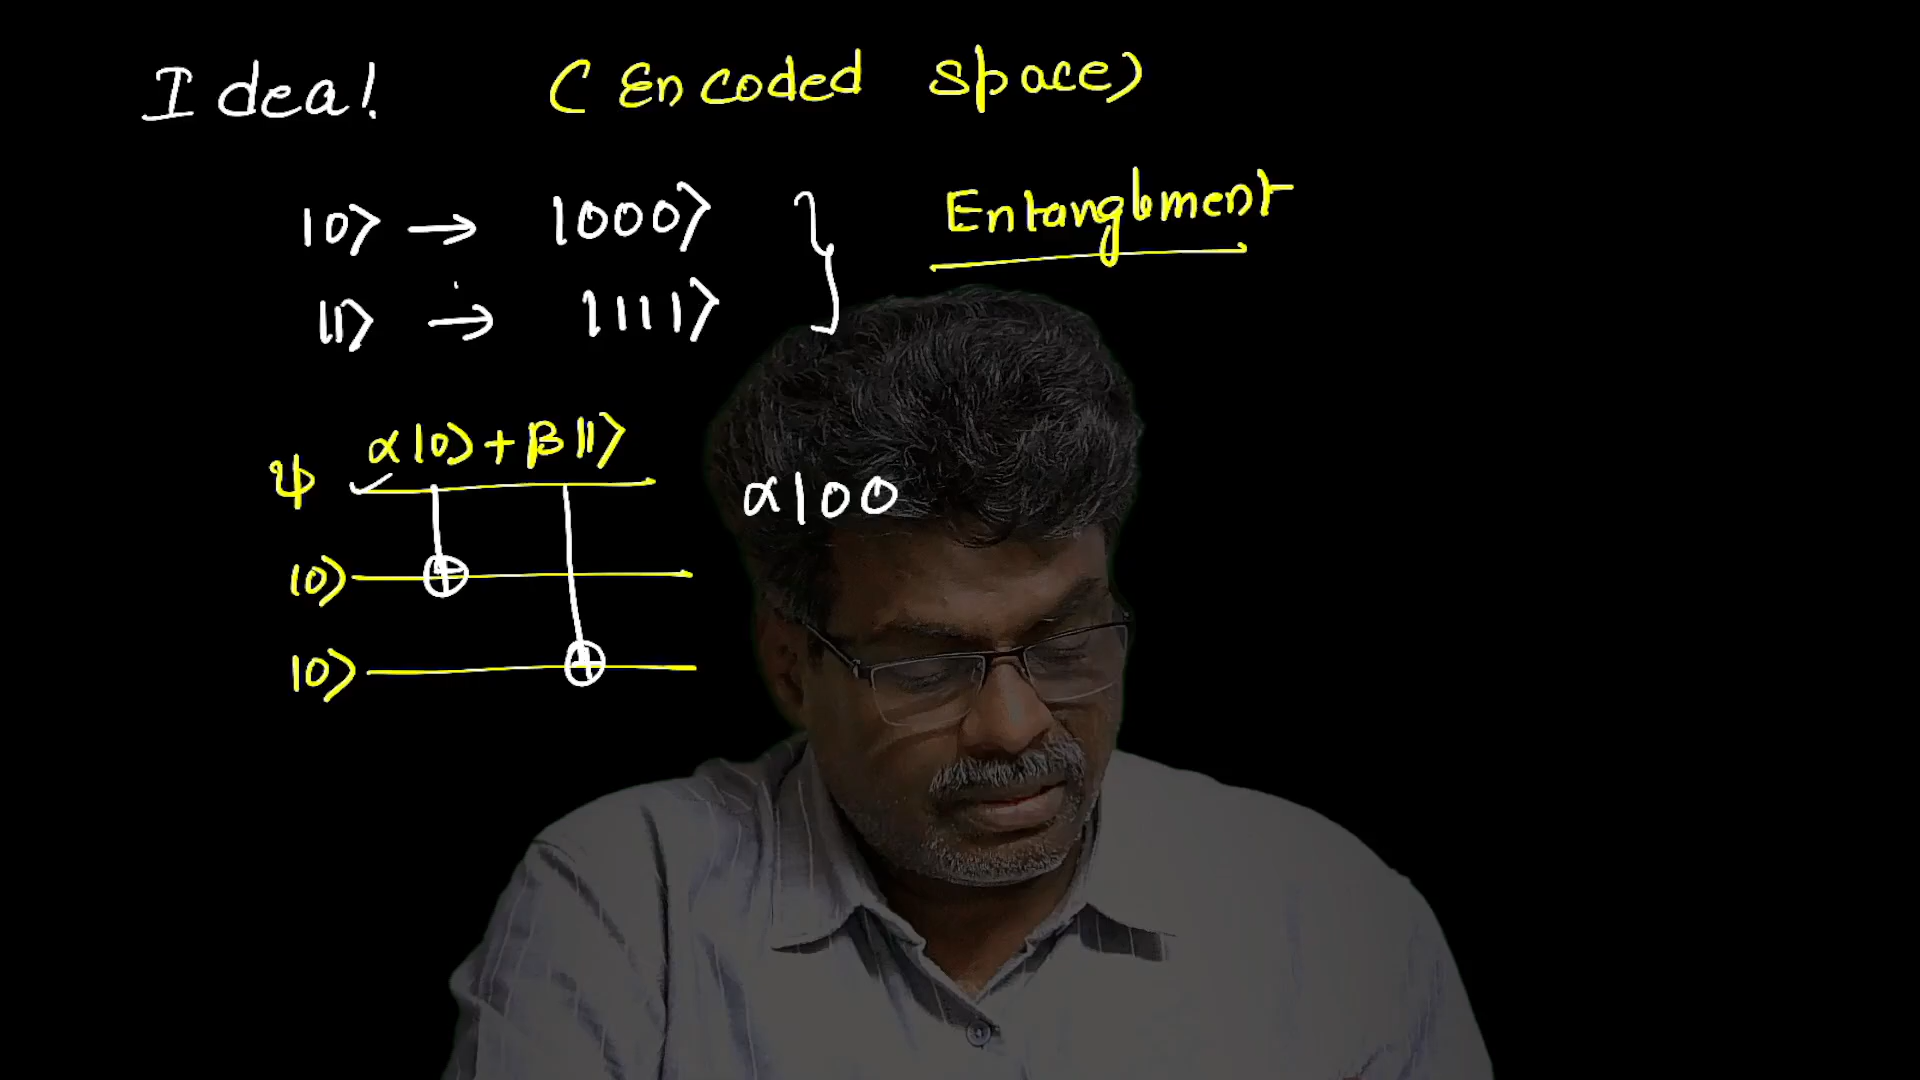 Idea! (Encoded space)
|0⟩ → |000⟩ } Entanglement
|1⟩ → |111⟩
α|0⟩+β|1⟩
ψ
α|00
|0⟩
|0⟩